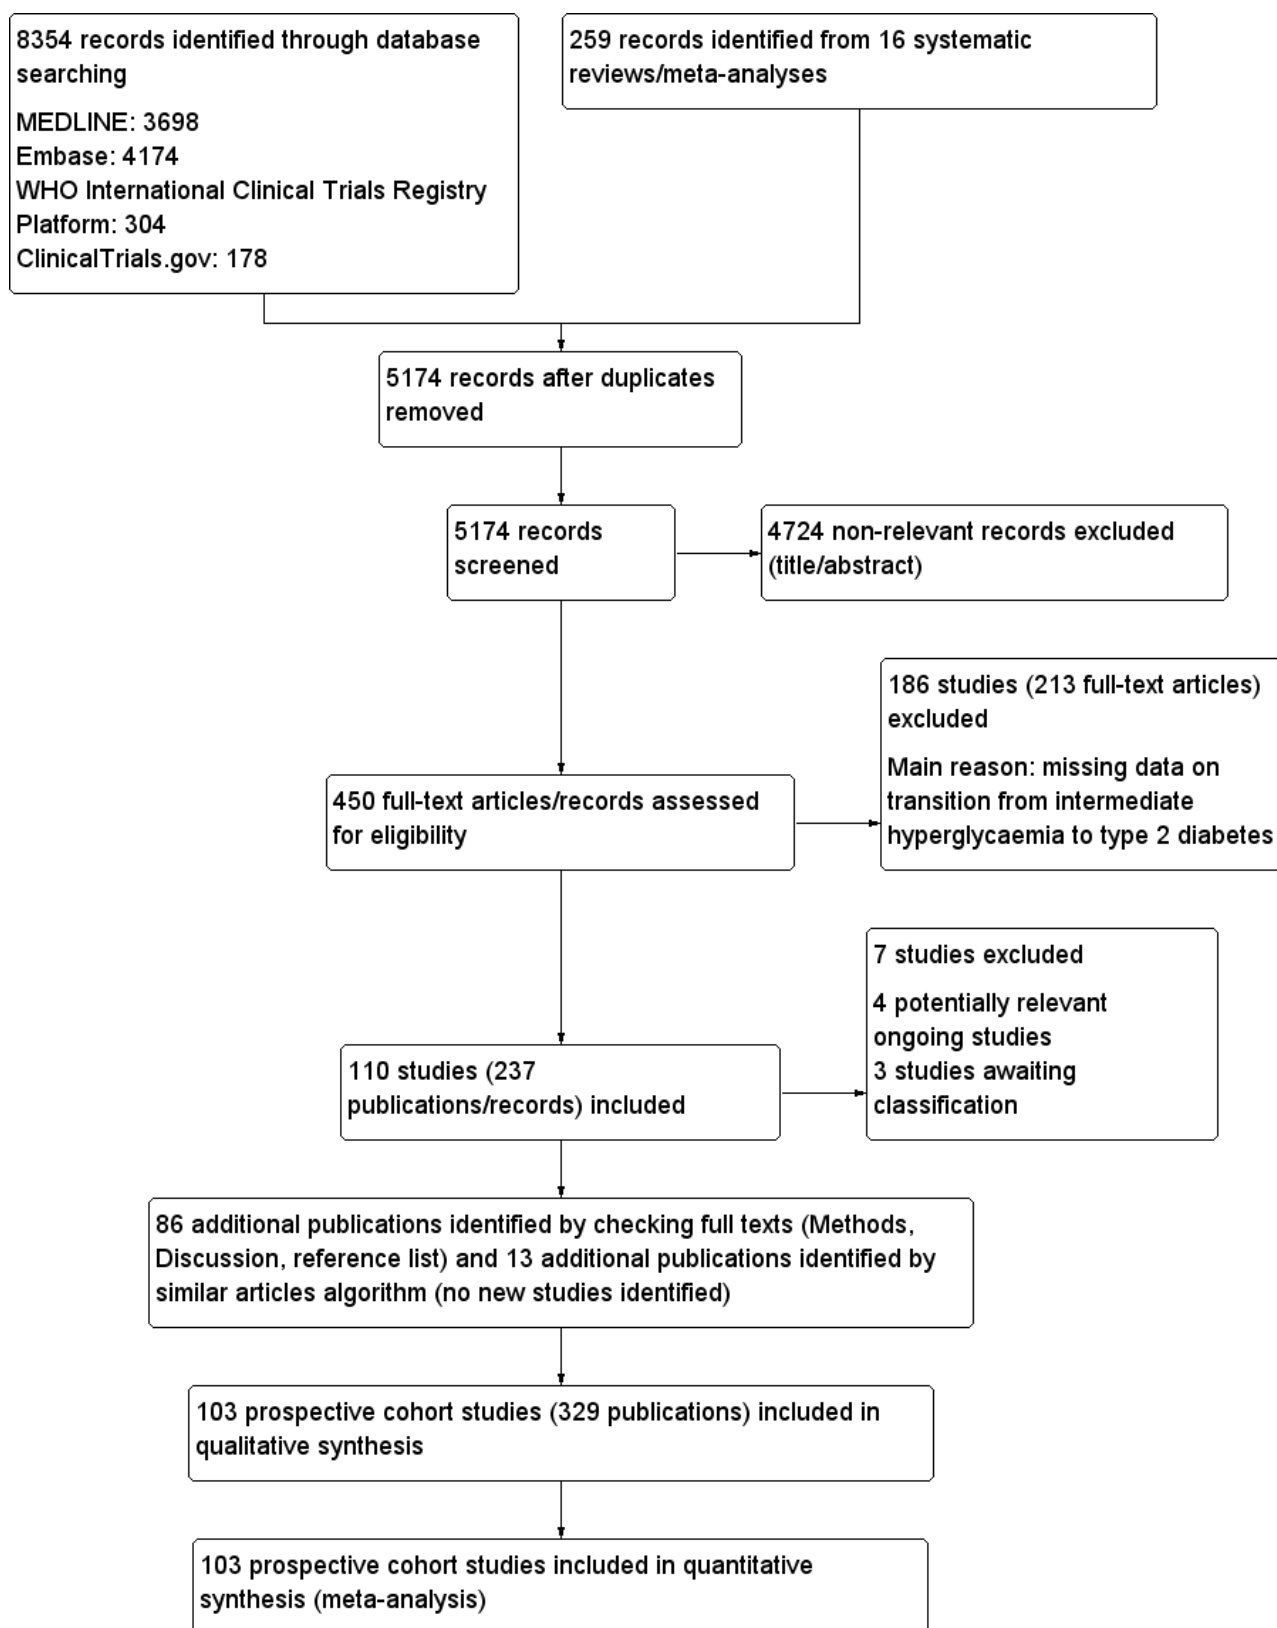 8354 records identified through database
searching
MEDLINE: 3698
Embase: 4174
WHO International Clinical Trials Registry
Platform: 304
ClinicalTrials.gov: 178
259 records identified from 16 systematic
reviews/meta-analyses
5174 records after duplicates
removed
5174 records
screened
4724 non-relevant records excluded
(title/abstract)
186 studies (213 full-text articles)
excluded
Main reason: missing data on
transition from intermediate
hyperglycaemia to type 2 diabetes
450 full-text articles/records assessed
for eligibility
7 studies excluded
4 potentially relevant
ongoing studies
3 studies awaiting
classification
110 studies (237
publications/records) included
86 additional publications identified by checking full texts (Methods,
Discussion, reference list) and 13 additional publications identified by
similar articles algorithm (no new studies identified)
103 prospective cohort studies (329 publications) included in
qualitative synthesis
103 prospective cohort studies included in quantitative
synthesis (meta-analysis)